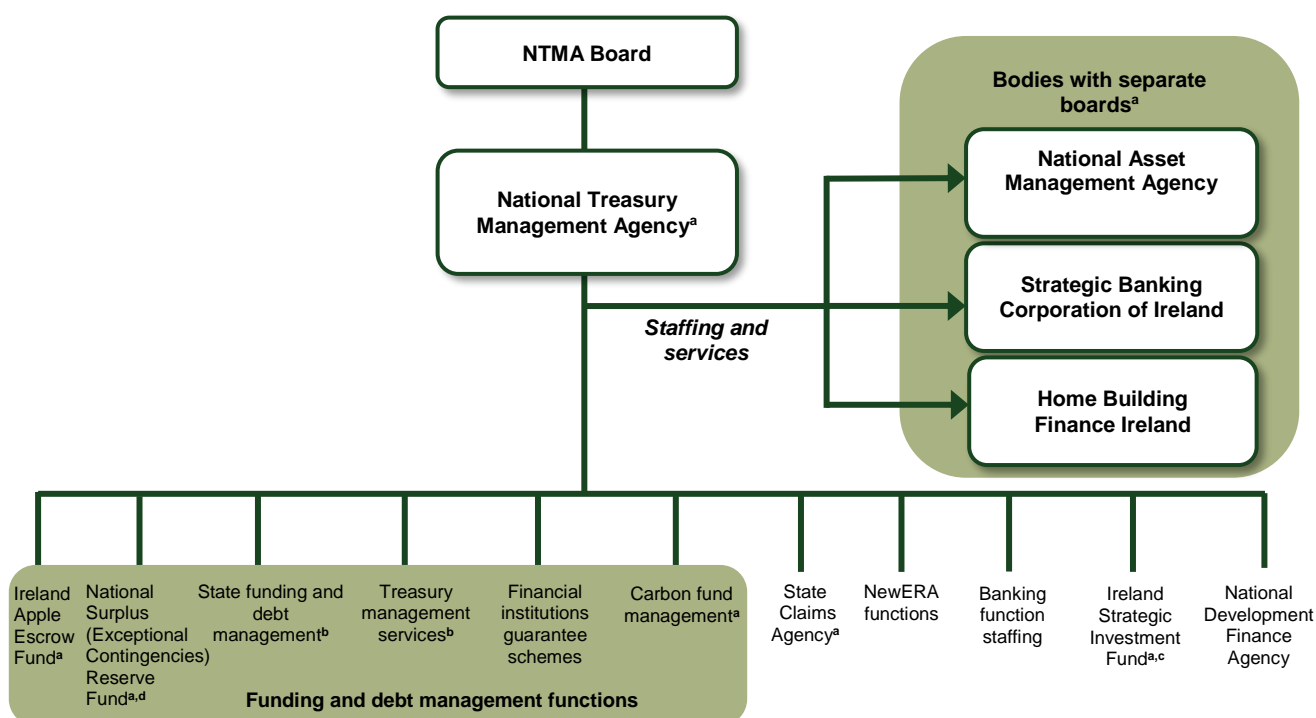 NTMA Board
National Treasury
Management Agencyᵃ
Bodies with separate
boardsᵃ
National Asset
Management Agency
Strategic Banking
Corporation of Ireland
Home Building
Finance Ireland
Staffing and
services
Ireland
Apple
Escrow
Fundᵃ
National
Surplus
(Exceptional
Contingencies)
Reserve
Fundᵃ,ᵈ
State funding and
debt
managementᵇ
Treasury
management
servicesᵇ
Financial
institutions
guarantee
schemes
Carbon fund
managementᵃ
Funding and debt management functions
State
Claims
Agencyᵃ
NewERA
functions
Banking
function
staffing
Ireland
Strategic
Investment
Fundᵃ,ᶜ
National
Development
Finance
Agency